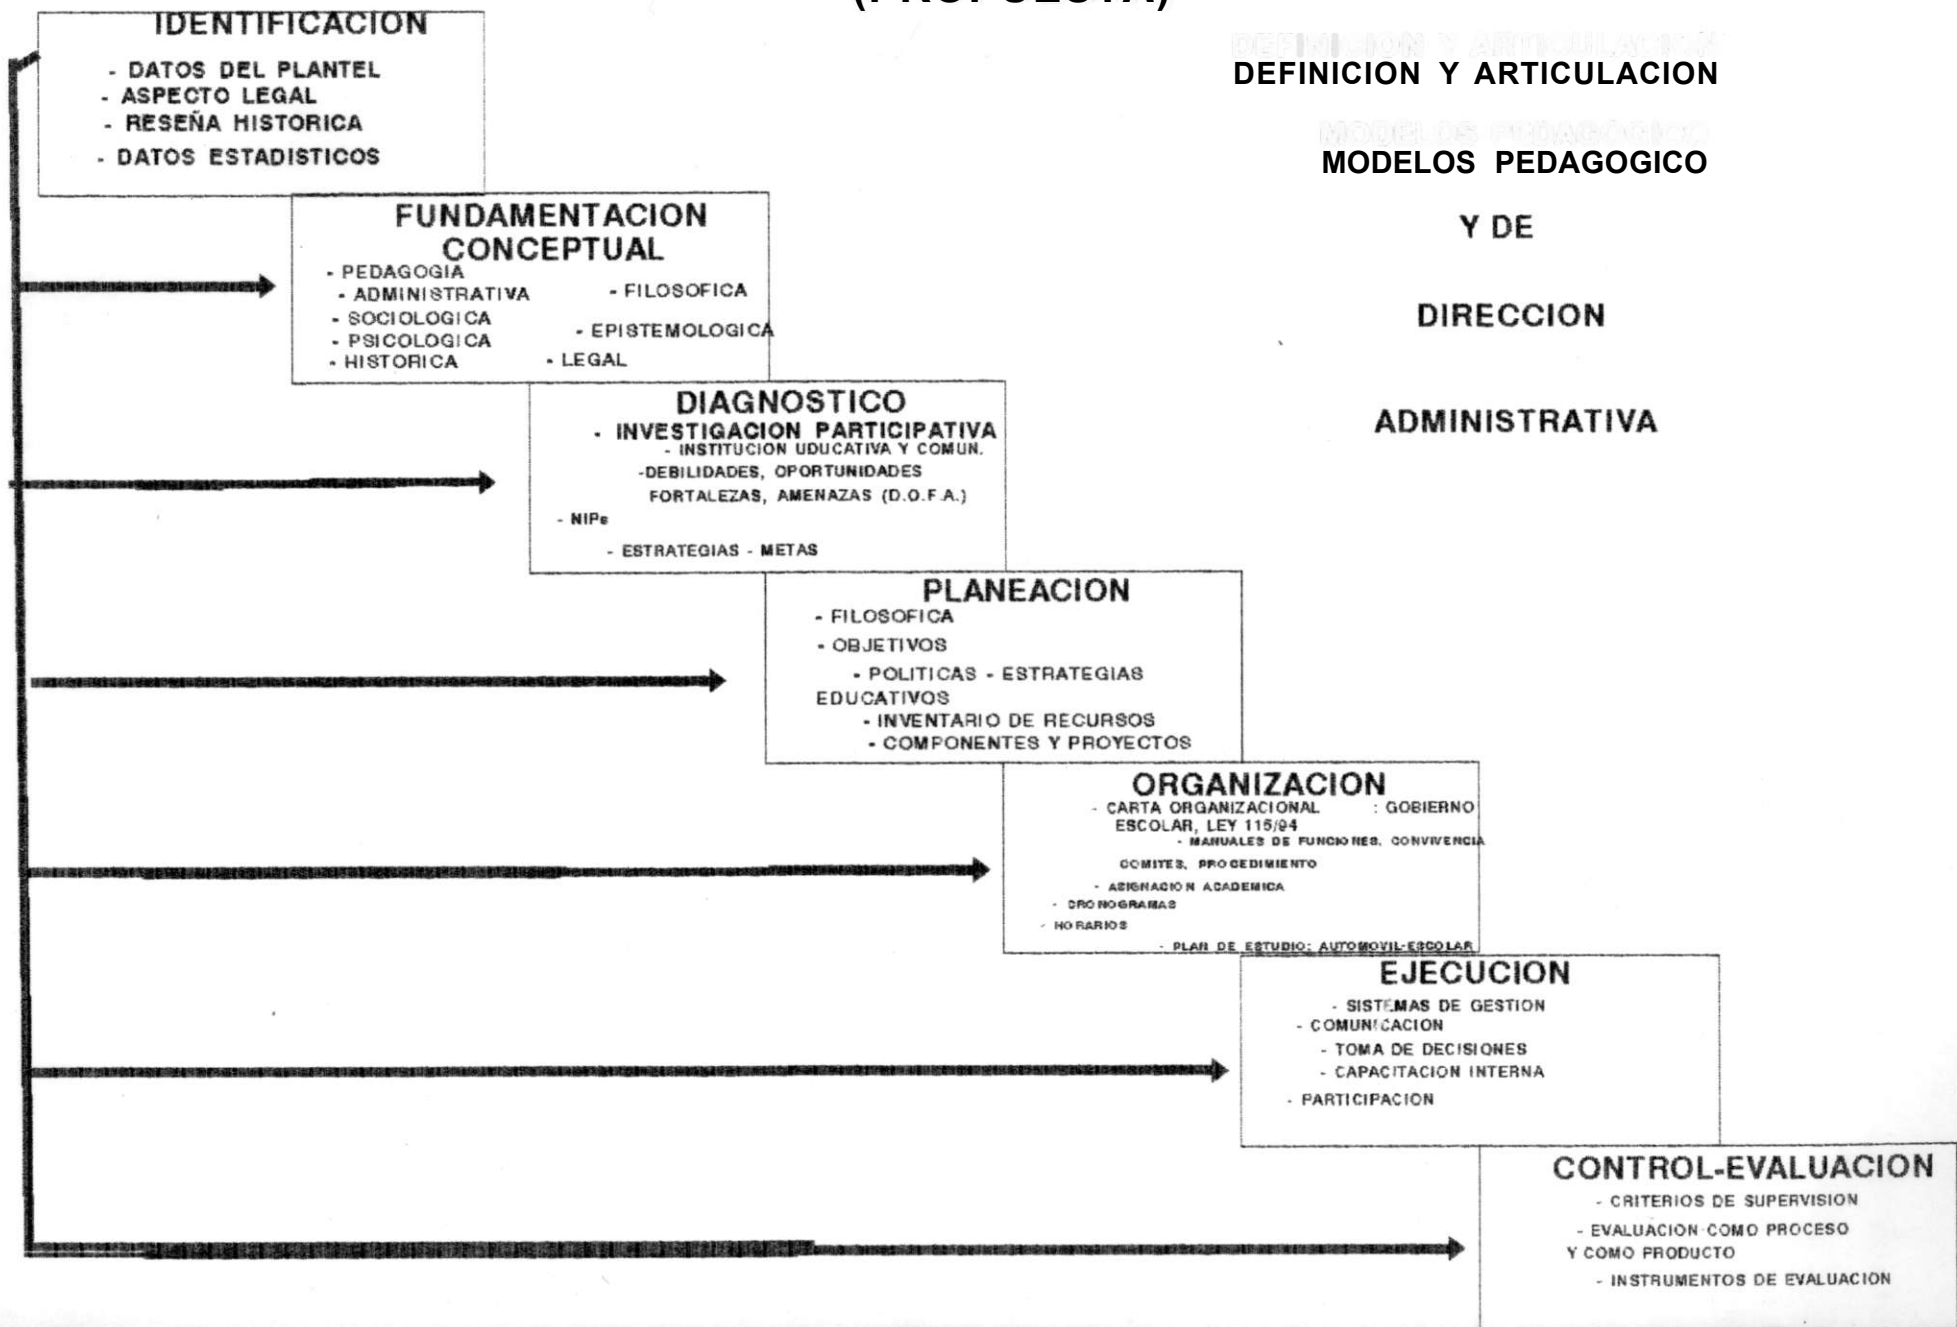 (PROPUESTA)
IDENTIFICACION
- DATOS DEL PLANTEL
- ASPECTO LEGAL
- RESEÑA HISTORICA
- DATOS ESTADISTICOS
DEFINICION Y ARTICULACION
MODELOS PEDAGOGICO
Y DE
DIRECCION
ADMINISTRATIVA
FUNDAMENTACION
CONCEPTUAL
- PEDAGOGIA
- ADMINISTRATIVA - FILOSOFICA
- SOCIOLOGICA
- EPISTEMOLOGICA
- PSICOLOGICA
- HISTORICA - LEGAL
DIAGNOSTICO
- INVESTIGACION PARTICIPATIVA
- INSTITUCION UDUCATIVA Y COMUN.
-DEBILIDADES, OPORTUNIDADES
FORTALEZAS, AMENAZAS (D.O.F.A.)
- NIPs
- ESTRATEGIAS - METAS
PLANEACION
- FILOSOFICA
- OBJETIVOS
- POLITICAS - ESTRATEGIAS
EDUCATIVOS
- INVENTARIO DE RECURSOS
- COMPONENTES Y PROYECTOS
ORGANIZACION
- CARTA ORGANIZACIONAL : GOBIERNO
ESCOLAR, LEY 115/94
- MANUALES DE FUNCIONES. CONVIVENCIA
COMITES, PROCEDIMIENTO
- ASIGNACION ACADEMICA
- CRONOGRAMAS
- HORARIOS
- PLAN DE ESTUDIO: AUTOMOVIL-ESCOLAR
EJECUCION
- SISTEMAS DE GESTION
- COMUNICACION
- TOMA DE DECISIONES
- CAPACITACION INTERNA
- PARTICIPACION
CONTROL-EVALUACION
- CRITERIOS DE SUPERVISION
- EVALUACION COMO PROCESO
Y COMO PRODUCTO
- INSTRUMENTOS DE EVALUACION